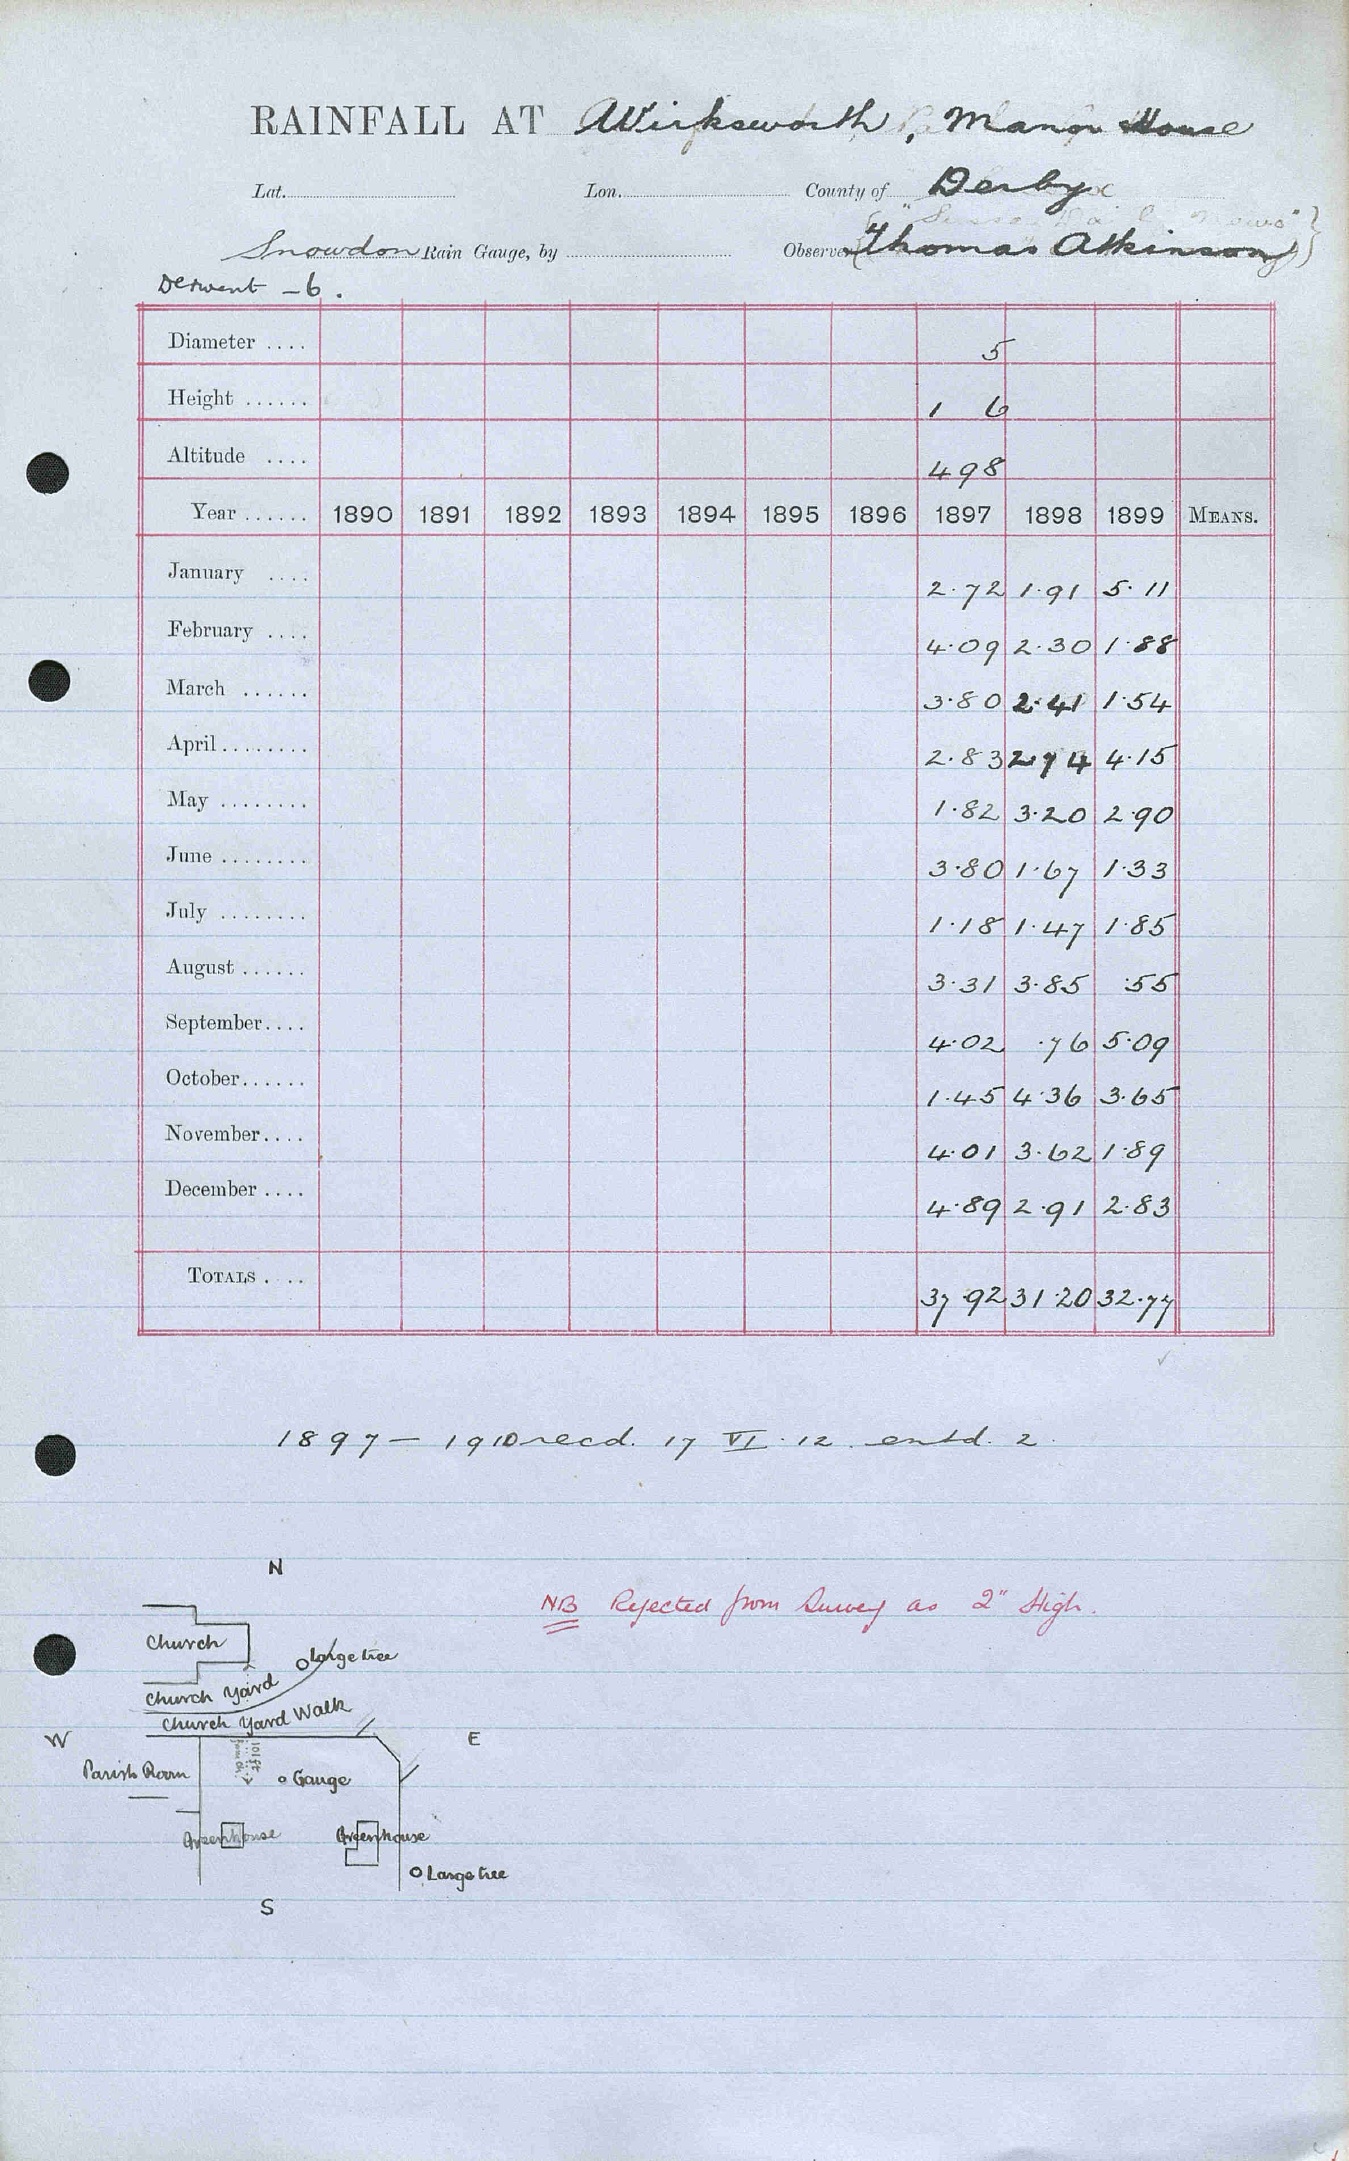 RAINFALL AT Wirksworth, Manor House
Lat. Lon. County of Derby
Snowdon Rain Gauge, by Observer Thomas Atkinson
Derwent - 6.
Diameter .... 5
Height ...... 1 6
Altitude .... 498
Year ...... 1890 1891 1892 1893 1894 1895 1896 1897 1898 1899 MEANS.
January .... 2.72 1.91 5.11
February .... 4.09 2.30 1.88
March ...... 3.80 2.41 1.54
April........ 2.83 2.74 4.15
May ........ 1.82 3.20 2.90
June ........ 3.80 1.67 1.33
July ........ 1.18 1.47 1.85
August ...... 3.31 3.85 .55
September.... 4.02 .76 5.09
October...... 1.45 4.36 3.65
November.... 4.01 3.62 1.89
December .... 4.89 2.91 2.83
TOTALS .... 37.92 31.20 32.77
1897 — 1910 recd. 17 VI. 12. entd. 2.
N
NB Rejected from Survey as 2" High.
Church
Large tree
Church Yard
Church Yard Walk
W E
101 ft
Parish Room
Gauge
Greenhouse Greenhouse
Large tree
S